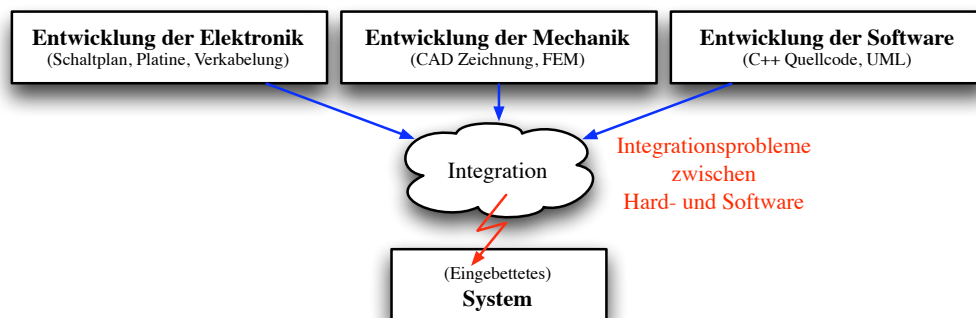 Entwicklung der Elektronik
(Schaltplan, Platine, Verkabelung)
Entwicklung der Mechanik
(CAD Zeichnung, FEM)
Entwicklung der Software
(C++ Quellcode, UML)
Integration
Integrationsprobleme
zwischen
Hard- und Software
(Eingebettetes)
System